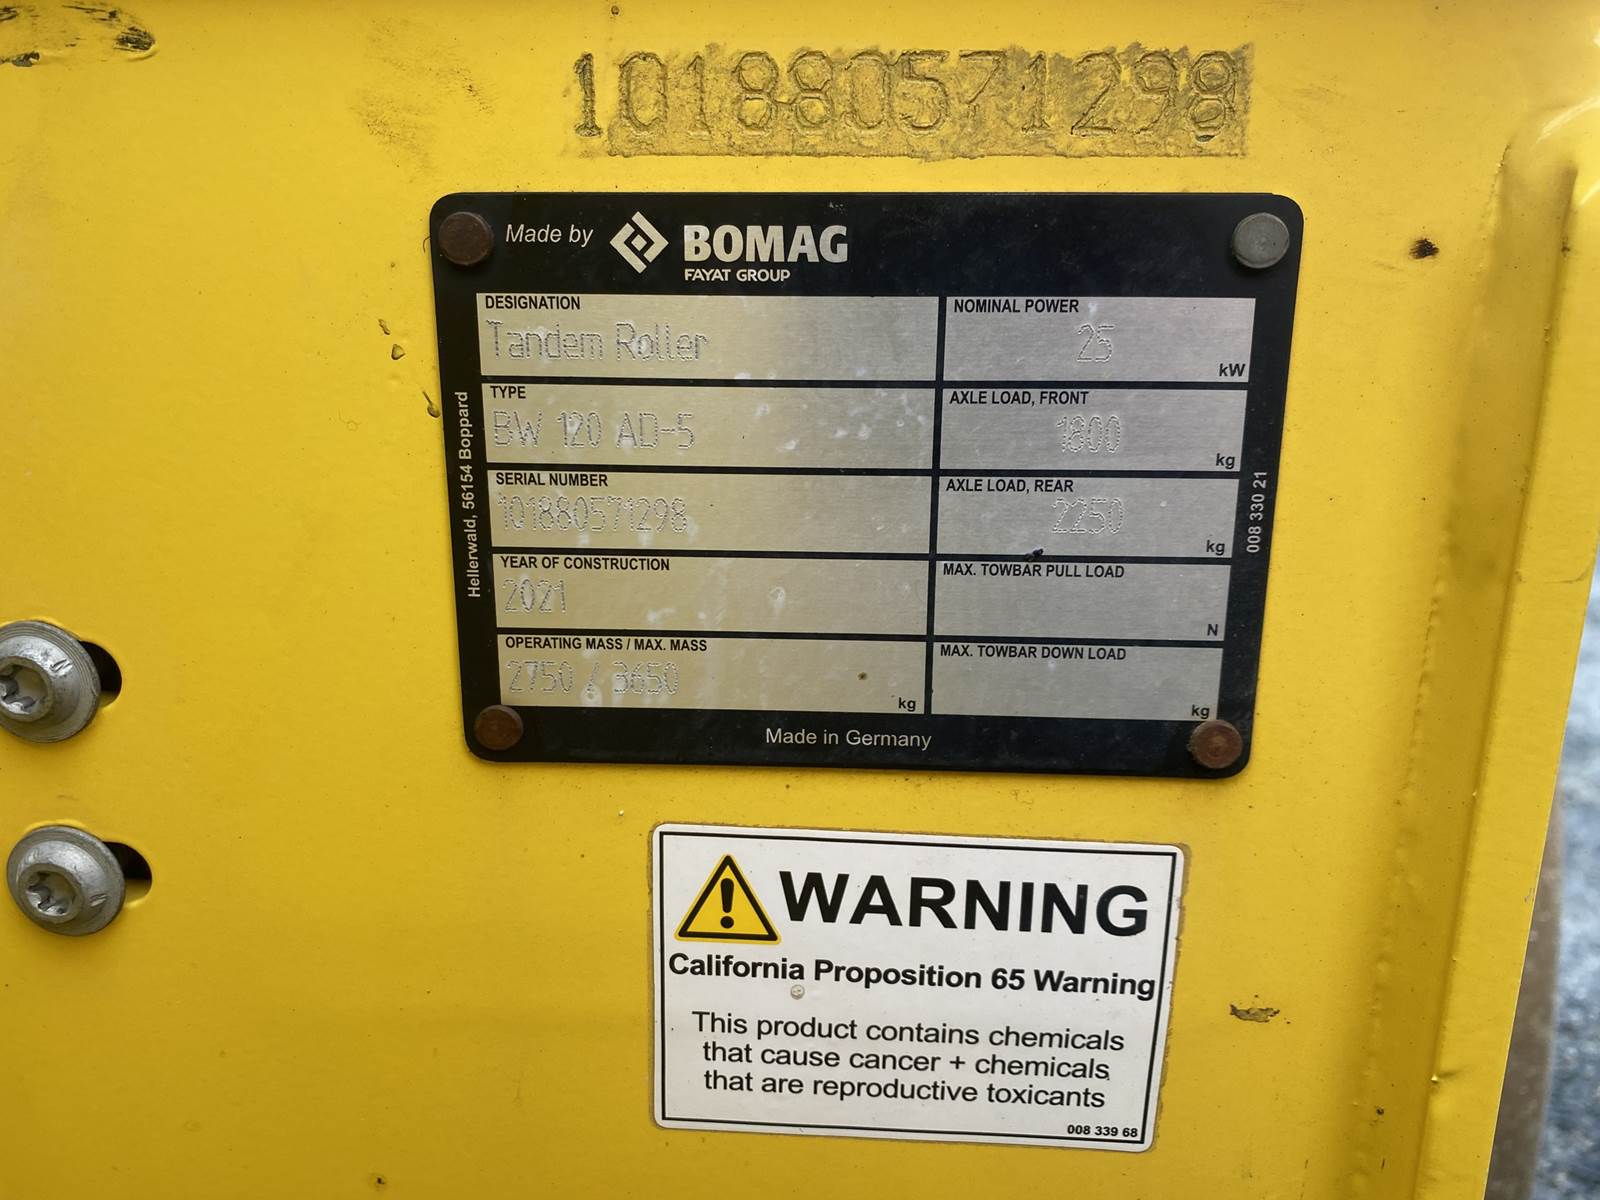 101880571298
Made by BOMAG
FAYAT GROUP
DESIGNATION
Tandem Roller
NOMINAL POWER
25
kW
TYPE
BW 120 AD-5
AXLE LOAD, FRONT
1800
kg
SERIAL NUMBER
101880571298
AXLE LOAD, REAR
2250
kg
YEAR OF CONSTRUCTION
2021
MAX. TOWBAR PULL LOAD
N
OPERATING MASS / MAX. MASS
2750 / 3650
kg
MAX. TOWBAR DOWN LOAD
kg
Hellerwald, 56154 Boppard
008 330 21
Made in Germany
WARNING
California Proposition 65 Warning
This product contains chemicals
that cause cancer + chemicals
that are reproductive toxicants
008 339 68